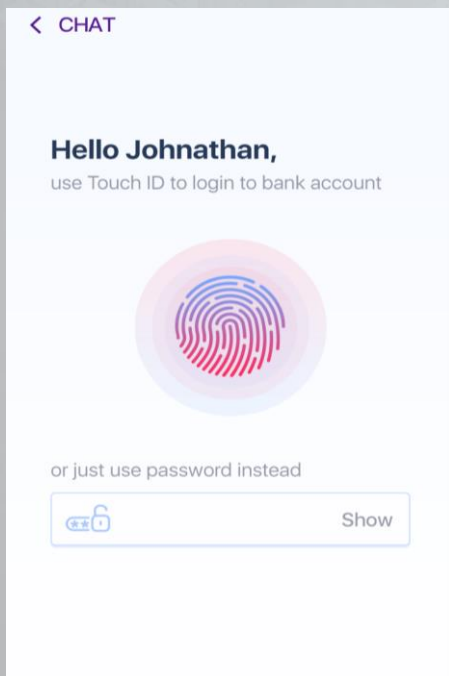 CHAT
Hello Johnathan,
use Touch ID to login to bank account
or just use password instead
Show